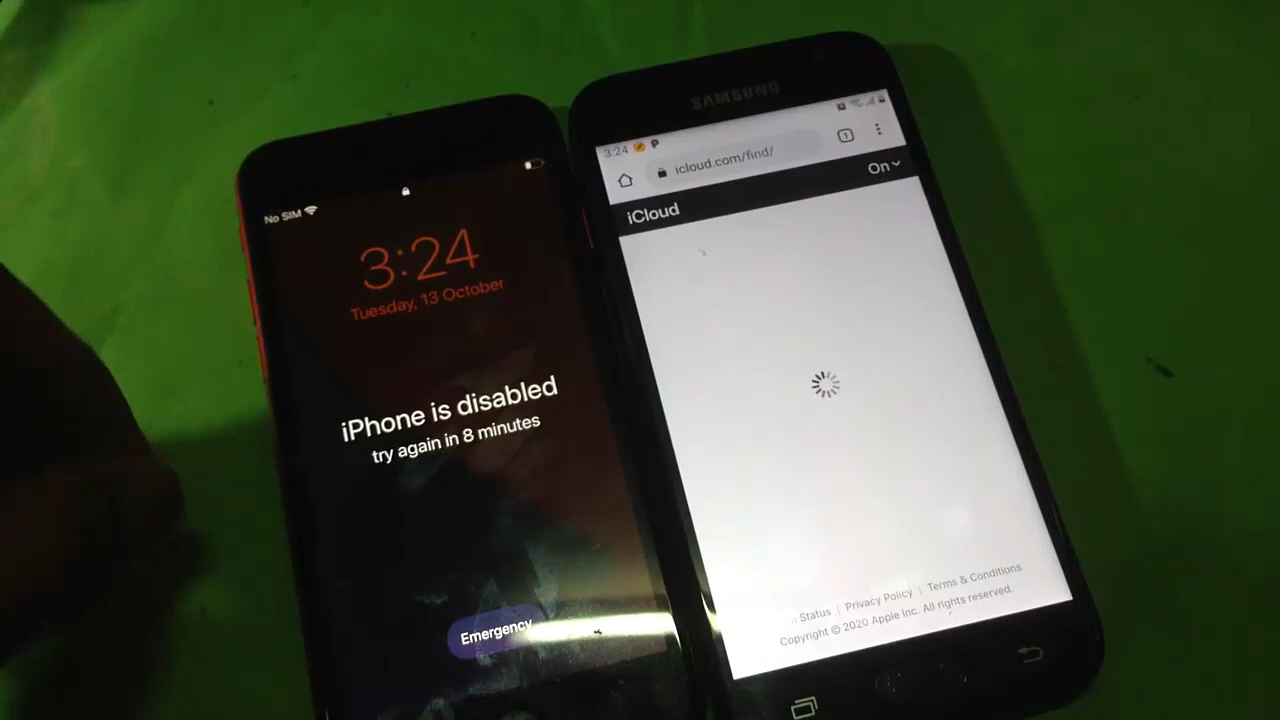 No SIM
3:24
Tuesday, 13 October
iPhone is disabled
try again in 8 minutes
Emergency
SAMSUNG
3:24
icloud.com/find/
1
iCloud
On
Status | Privacy Policy | Terms & Conditions
Copyright © 2020 Apple Inc. All rights reserved.